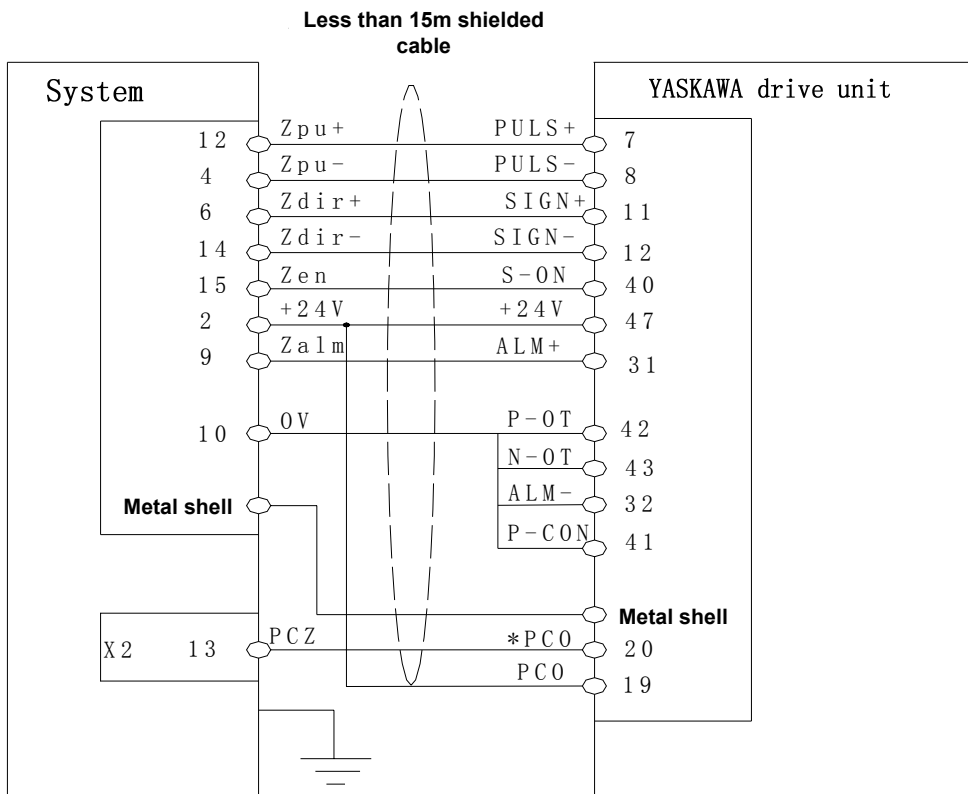 Less than 15m shielded
cable
System
YASKAWA drive unit
12 Zpu+ PULS+ 7
4 Zpu- PULS- 8
6 Zdir+ SIGN+ 11
14 Zdir- SIGN- 12
15 Zen S-ON 40
2 +24V +24V 47
9 Zalm ALM+ 31
10 0V P-OT 42
N-OT 43
ALM- 32
Metal shell
P-CON 41
Metal shell
X2 13 PCZ *PCO 20
PCO 19